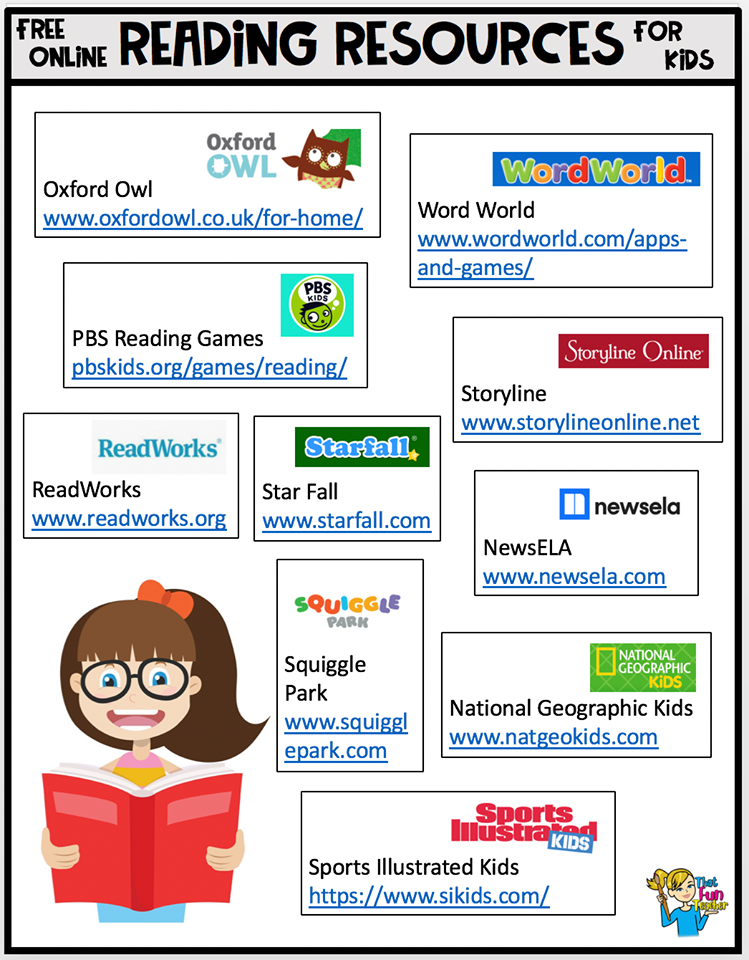 FREE ONLINE READING RESOURCES FOR KiDS
Oxford
OWL
Oxford Owl
www.oxfordowl.co.uk/for-home/
WordWorld™
Word World
www.wordworld.com/apps-
and-games/
PBS
KIDS
PBS Reading Games
pbskids.org/games/reading/
Storyline Online®
Storyline
www.storylineonline.net
ReadWorks®
ReadWorks
www.readworks.org
Starfall®
Star Fall
www.starfall.com
newsela
NewsELA
www.newsela.com
SQUIGGLE
PARK
Squiggle
Park
www.squiggl
epark.com
NATIONAL
GEOGRAPHIC
KiDS
National Geographic Kids
www.natgeokids.com
Sports
Illustrated
KIDS
Sports Illustrated Kids
https://www.sikids.com/
That
Fun
Teacher